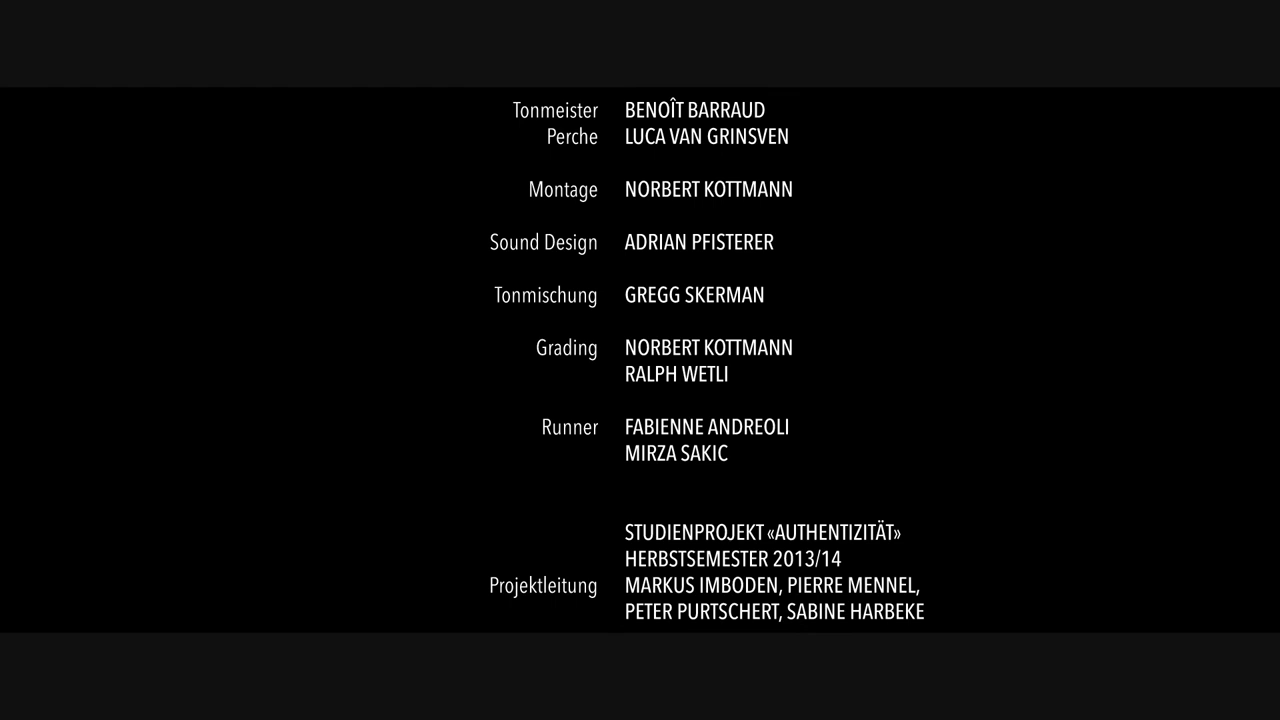 Tonmeister BENOÎT BARRAUD
Perche LUCA VAN GRINSVEN
Montage NORBERT KOTTMANN
Sound Design ADRIAN PFISTERER
Tonmischung GREGG SKERMAN
Grading NORBERT KOTTMANN
RALPH WETLI
Runner FABIENNE ANDREOLI
MIRZA SAKIC
STUDIENPROJEKT «AUTHENTIZITÄT»
HERBSTSEMESTER 2013/14
Projektleitung MARKUS IMBODEN, PIERRE MENNEL,
PETER PURTSCHERT, SABINE HARBEKE